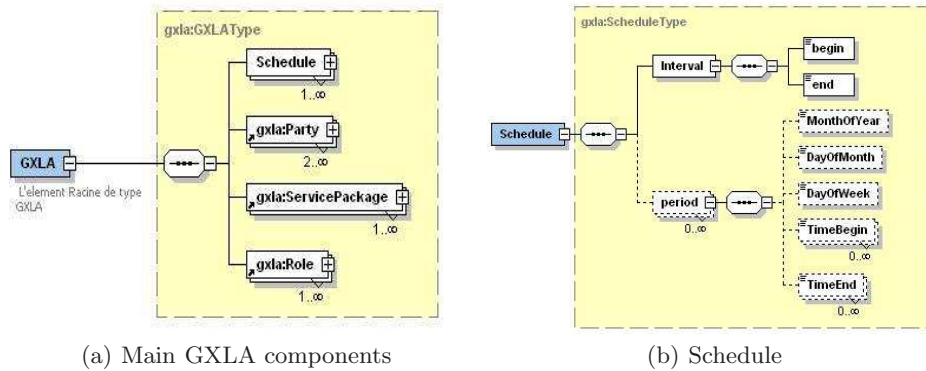 gxla:GXLAType
Schedule
1..∞
gxla:Party
2..∞
GXLA
L'element Racine de type
GXLA
gxla:ServicePackage
1..∞
gxla:Role
1..∞
(a) Main GXLA components
gxla:ScheduleType
Interval
begin
end
Schedule
MonthOfYear
DayOfMonth
period
0..∞
DayOfWeek
TimeBegin
0..∞
TimeEnd
0..∞
(b) Schedule